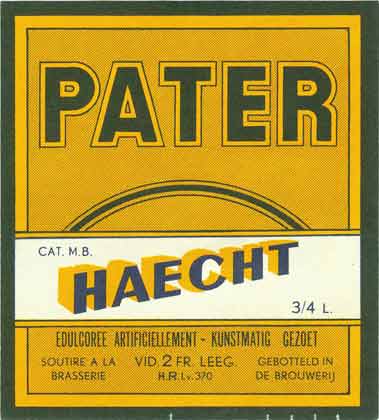 PATER
CAT. M.B.
HAECHT
3/4 L.
EDULCOREE ARTIFICIELLEMENT - KUNSTMATIG GEZOET
SOUTIRE A LA BRASSERIE
VID 2 FR. LEEG.
H.R. Lv. 370
GEBOTTELD IN DE BROUWERIJ